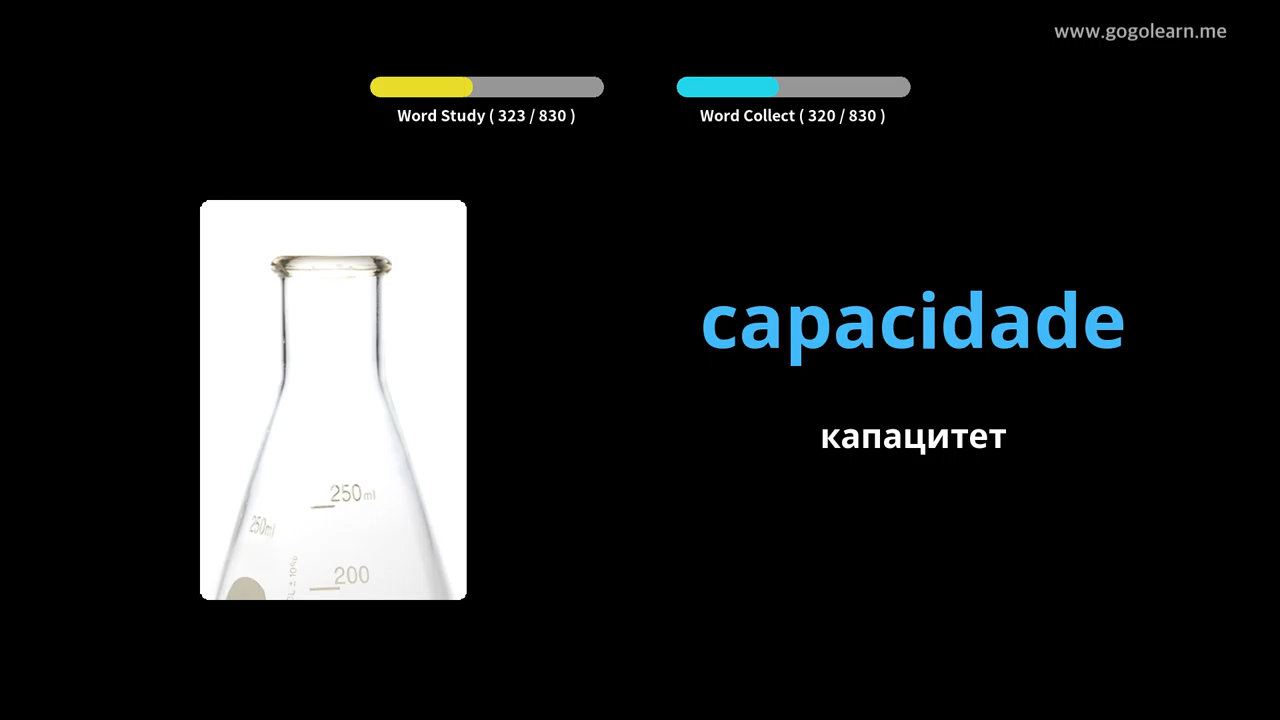 www.gogolearn.me
Word Study ( 323 / 830 )
Word Collect ( 320 / 830 )
capacidade
капацитет
250ml
250ml
200